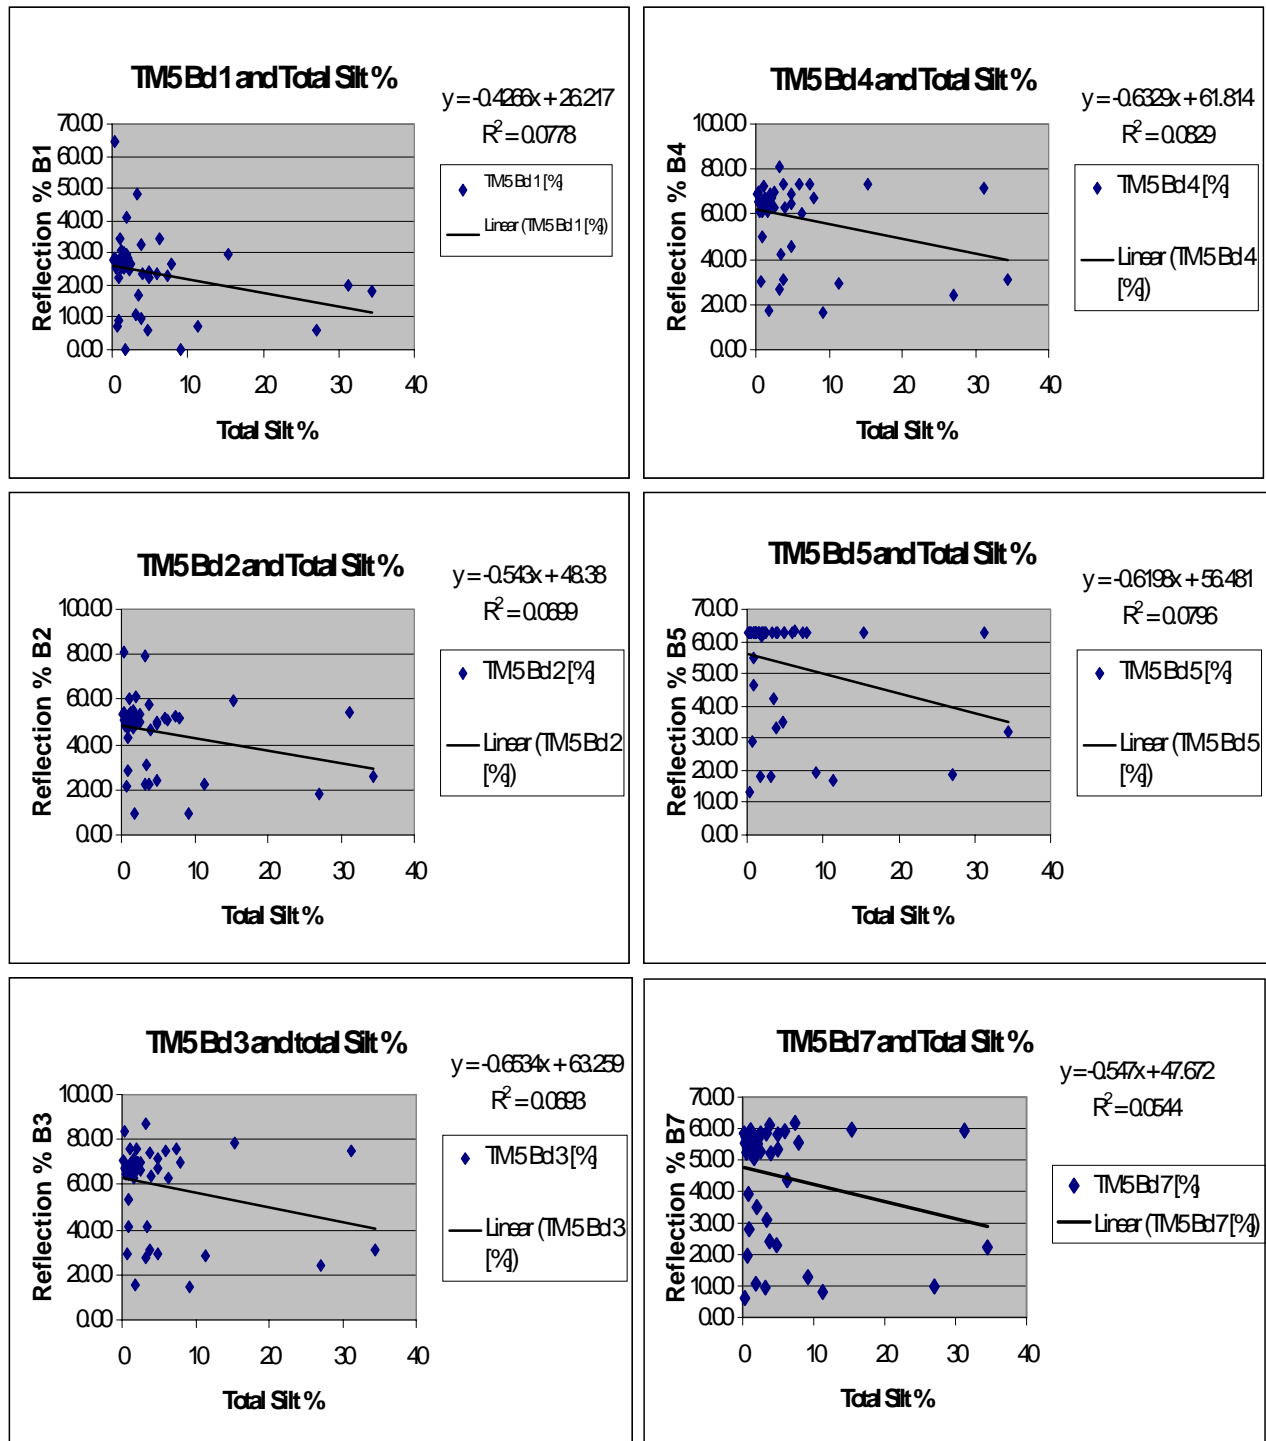 TM5 Bd 1 and Total Silt %
y = -0.4266x + 26.217
R² = 0.0778
70.00
60.00
50.00
40.00
30.00
20.00
10.00
0.00
Reflection % B1
0 10 20 30 40
Total Silt %
TM5 Bd 1 [%]
Linear (TM5 Bd 1 [%])
TM5 Bd 4 and Total Silt %
y = -0.6329x + 61.814
R² = 0.0829
100.00
80.00
60.00
40.00
20.00
0.00
Reflection % B4
0 10 20 30 40
Total Silt %
TM5 Bd 4 [%]
Linear (TM5 Bd 4
[%])
TM5 Bd 2 and Total Silt %
y = -0.543x + 48.38
R² = 0.0699
100.00
80.00
60.00
40.00
20.00
0.00
Reflection % B2
0 10 20 30 40
Total Silt %
TM5 Bd 2 [%]
Linear (TM5 Bd 2
[%])
TM5 Bd 5 and Total Silt %
y = -0.6198x + 56.481
R² = 0.0796
70.00
60.00
50.00
40.00
30.00
20.00
10.00
0.00
Reflection % B5
0 10 20 30 40
Total Silt %
TM5 Bd 5 [%]
Linear (TM5 Bd 5
[%])
TM5 Bd 3 and total Silt %
y = -0.6534x + 63.259
R² = 0.0693
100.00
80.00
60.00
40.00
20.00
0.00
Reflection % B3
0 10 20 30 40
Total Silt %
TM5 Bd 3 [%]
Linear (TM5 Bd 3
[%])
TM5 Bd 7 and Total Silt %
y = -0.547x + 47.672
R² = 0.0544
70.00
60.00
50.00
40.00
30.00
20.00
10.00
0.00
Reflection % B7
0 10 20 30 40
Total Silt %
TM5 Bd 7 [%]
Linear (TM5 Bd 7 [%])